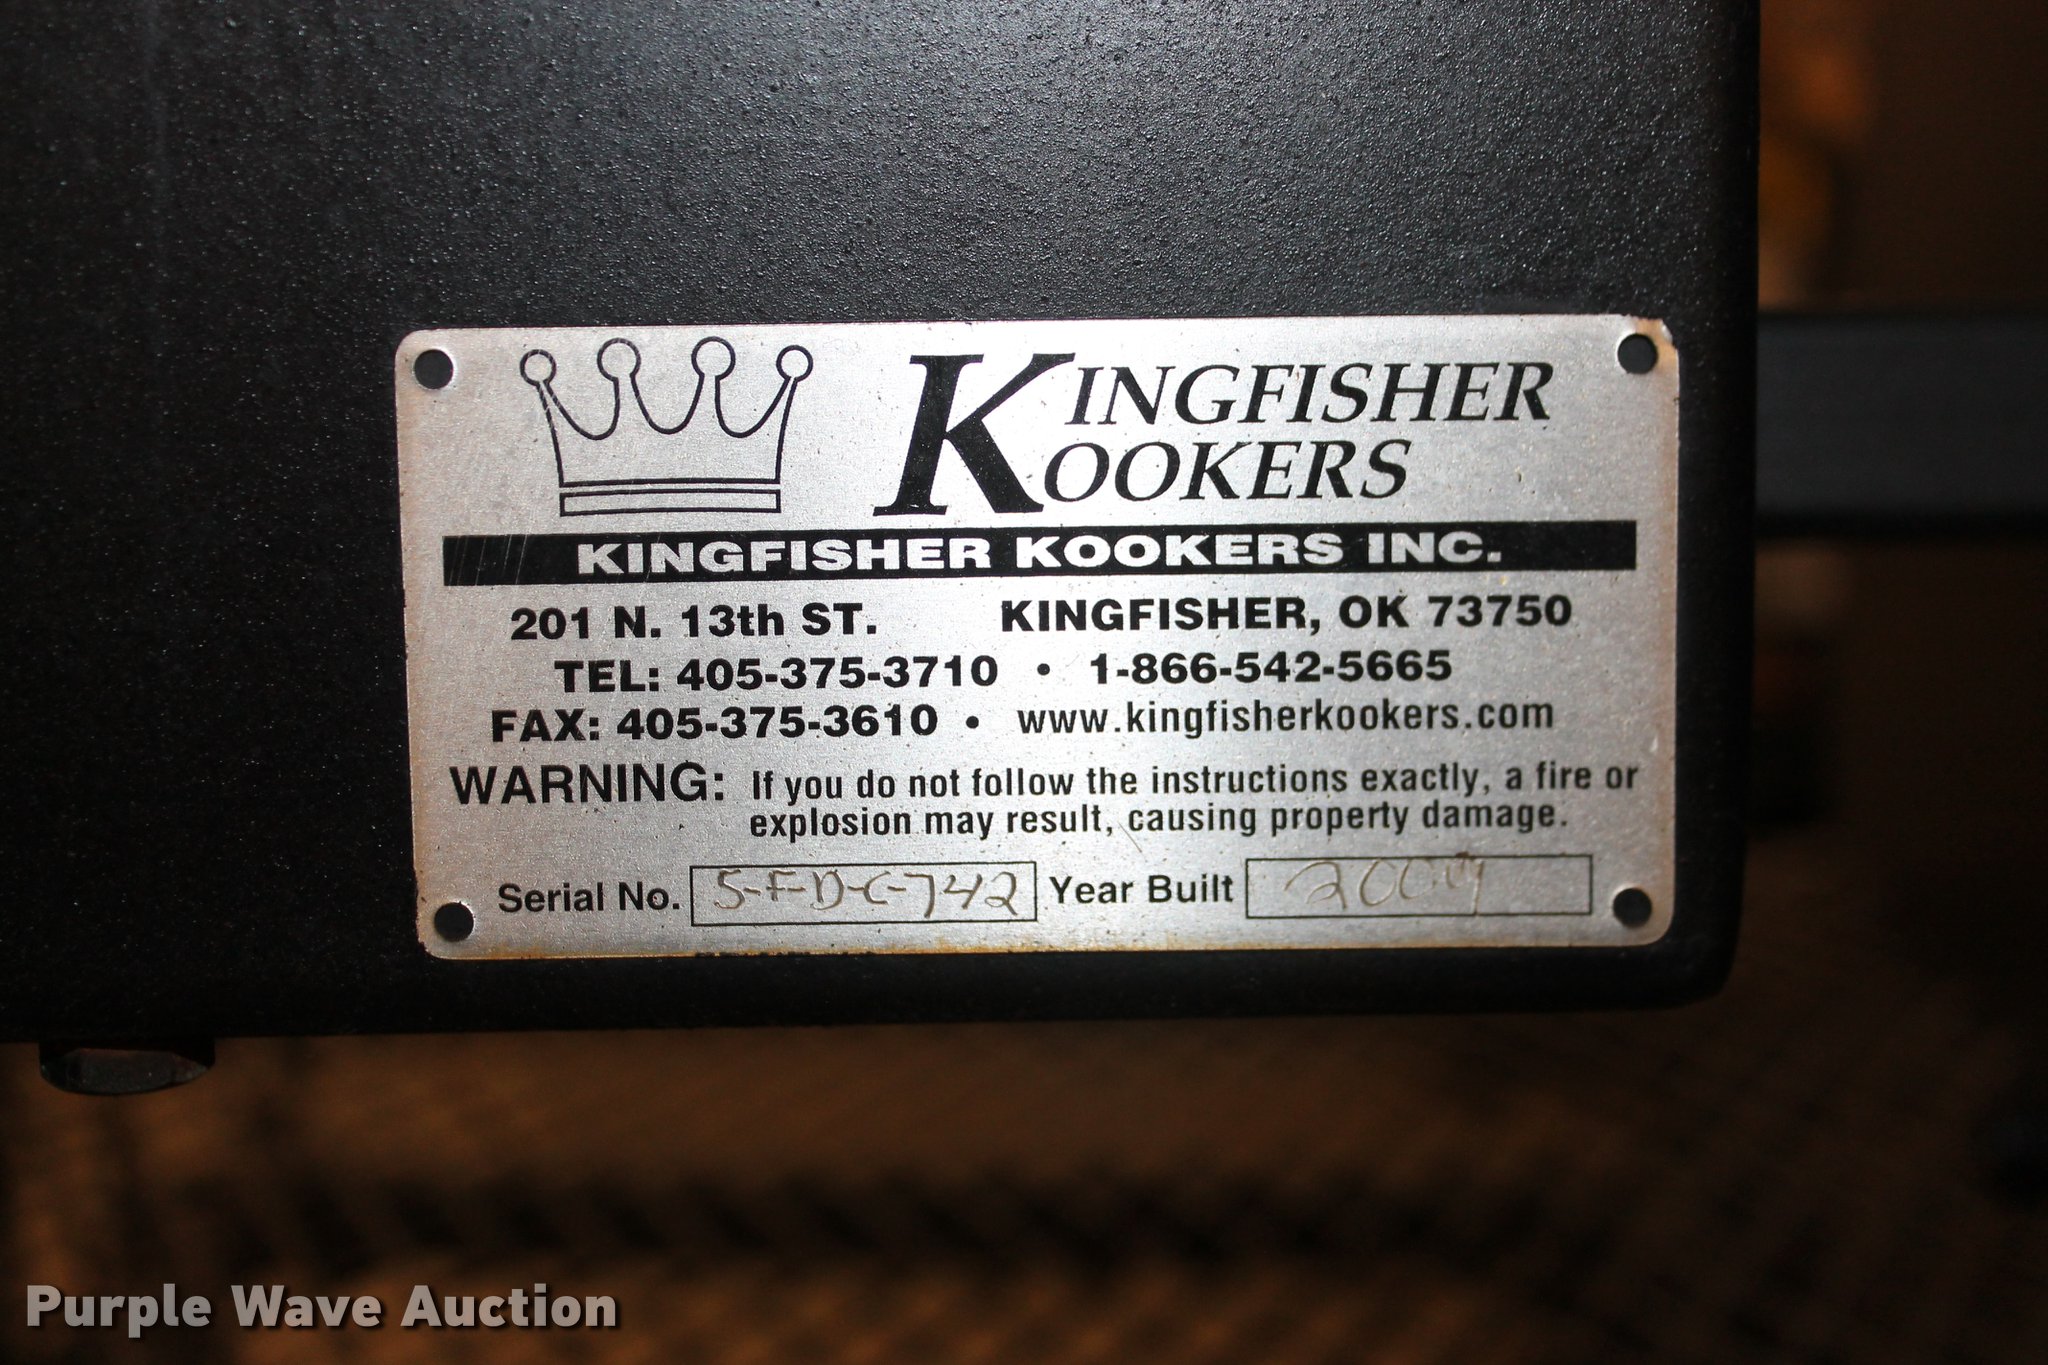 KINGFISHER
KOOKERS
KINGFISHER KOOKERS INC.
201 N. 13th ST. KINGFISHER, OK 73750
TEL: 405-375-3710 • 1-866-542-5665
FAX: 405-375-3610 • www.kingfisherkookers.com
WARNING: If you do not follow the instructions exactly, a fire or
explosion may result, causing property damage.
Serial No. S-F-D-C-742 Year Built 2009
Purple Wave Auction